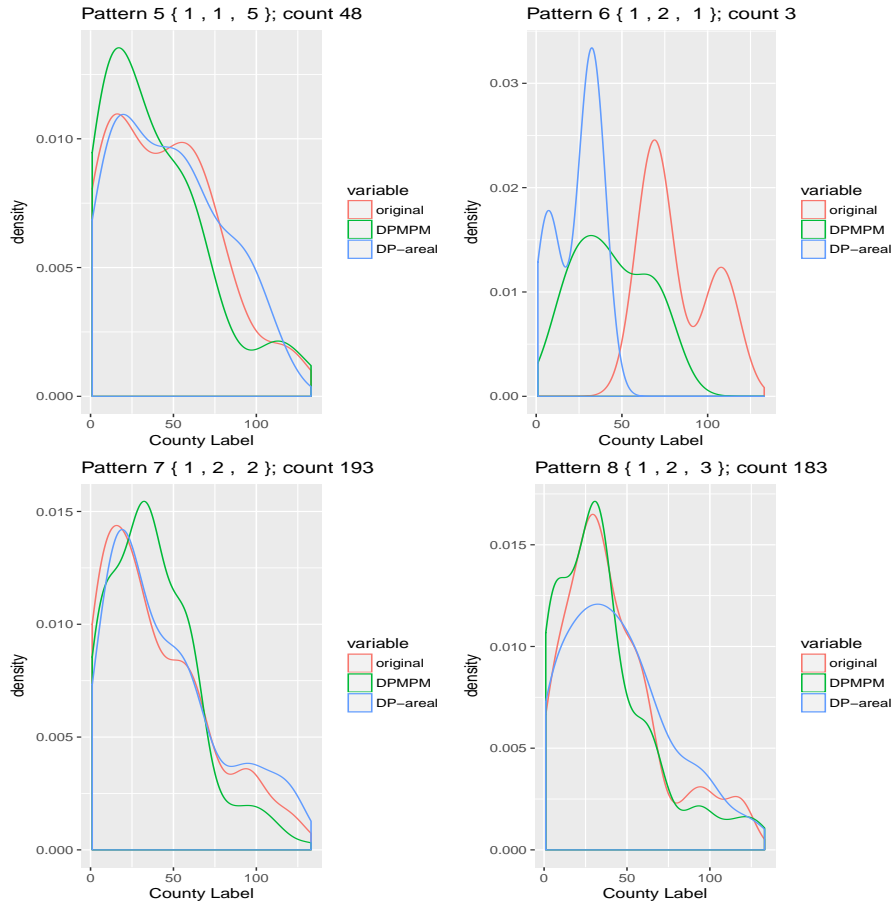 Pattern 5 { 1 , 1 , 5 }; count 48
density
0.010
0.005
0.000
0
50
100
County Label
variable
original
DPMPM
DP−areal
Pattern 6 { 1 , 2 , 1 }; count 3
density
0.03
0.02
0.01
0.00
0
50
100
County Label
variable
original
DPMPM
DP−areal
Pattern 7 { 1 , 2 , 2 }; count 193
density
0.015
0.010
0.005
0.000
0
50
100
County Label
variable
original
DPMPM
DP−areal
Pattern 8 { 1 , 2 , 3 }; count 183
density
0.015
0.010
0.005
0.000
0
50
100
County Label
variable
original
DPMPM
DP−areal